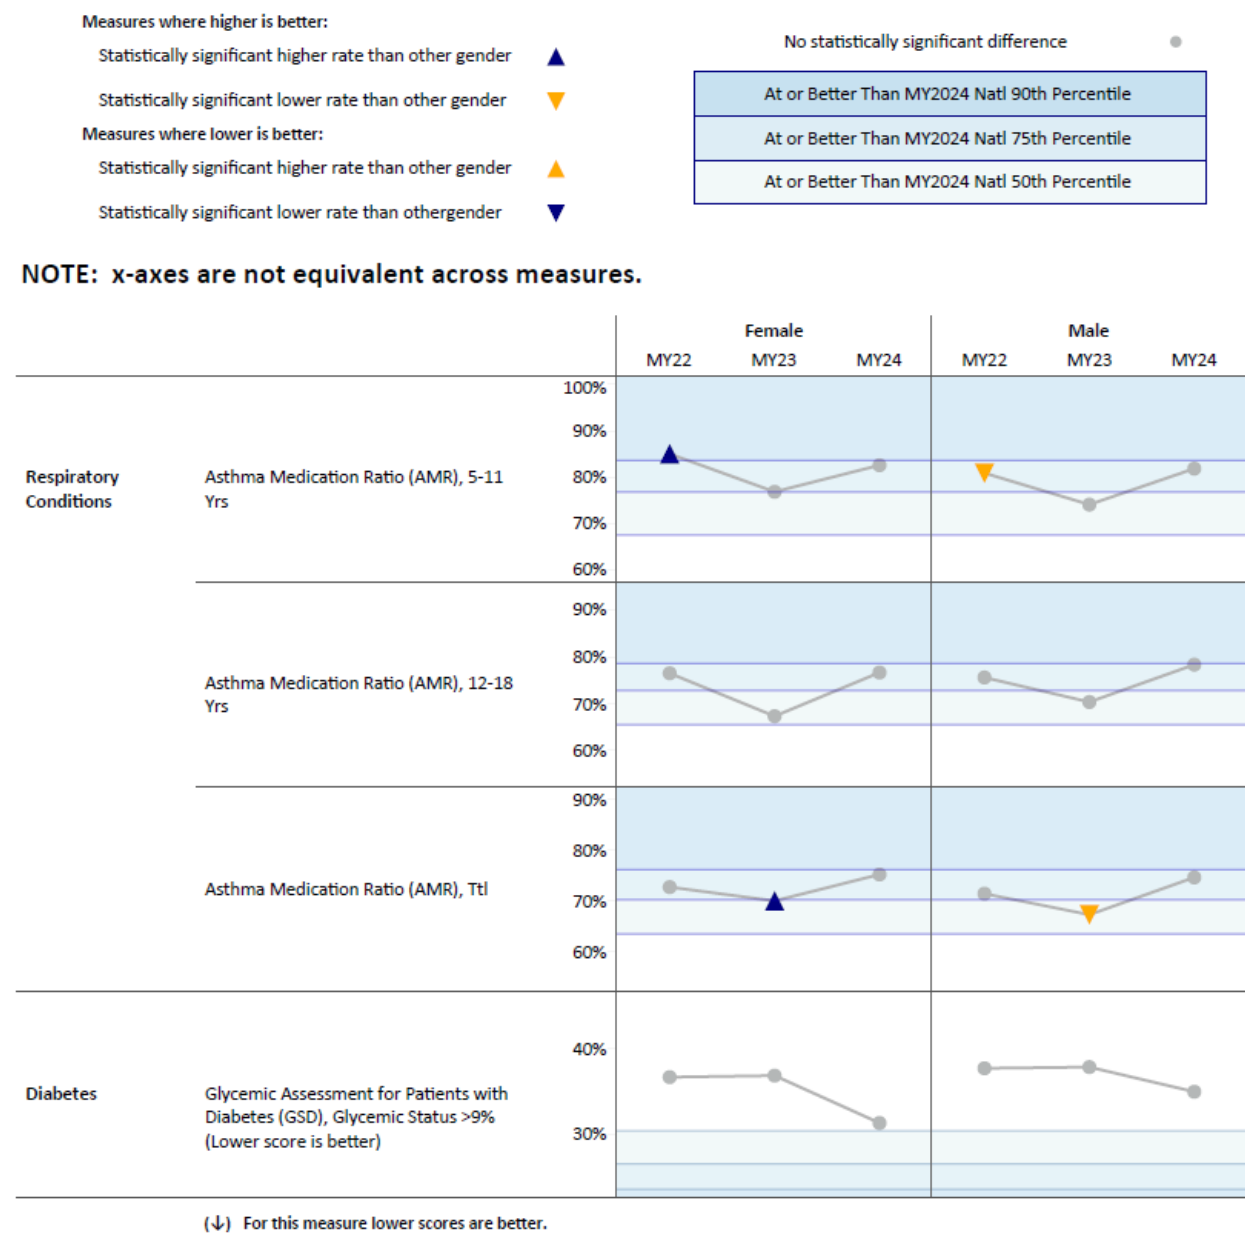 Measures where higher is better:
Statistically significant higher rate than other gender
Statistically significant lower rate than other gender
Measures where lower is better:
Statistically significant higher rate than other gender
Statistically significant lower rate than othergender
No statistically significant difference
At or Better Than MY2024 Natl 90th Percentile
At or Better Than MY2024 Natl 75th Percentile
At or Better Than MY2024 Natl 50th Percentile
NOTE: x-axes are not equivalent across measures.
Female
Male
MY22 MY23 MY24 MY22 MY23 MY24
Respiratory
Conditions
Asthma Medication Ratio (AMR), 5-11
Yrs
100%
90%
80%
70%
60%
Asthma Medication Ratio (AMR), 12-18
Yrs
90%
80%
70%
60%
Asthma Medication Ratio (AMR), Ttl
90%
80%
70%
60%
Diabetes
Glycemic Assessment for Patients with
Diabetes (GSD), Glycemic Status >9%
(Lower score is better)
40%
30%
(↓) For this measure lower scores are better.